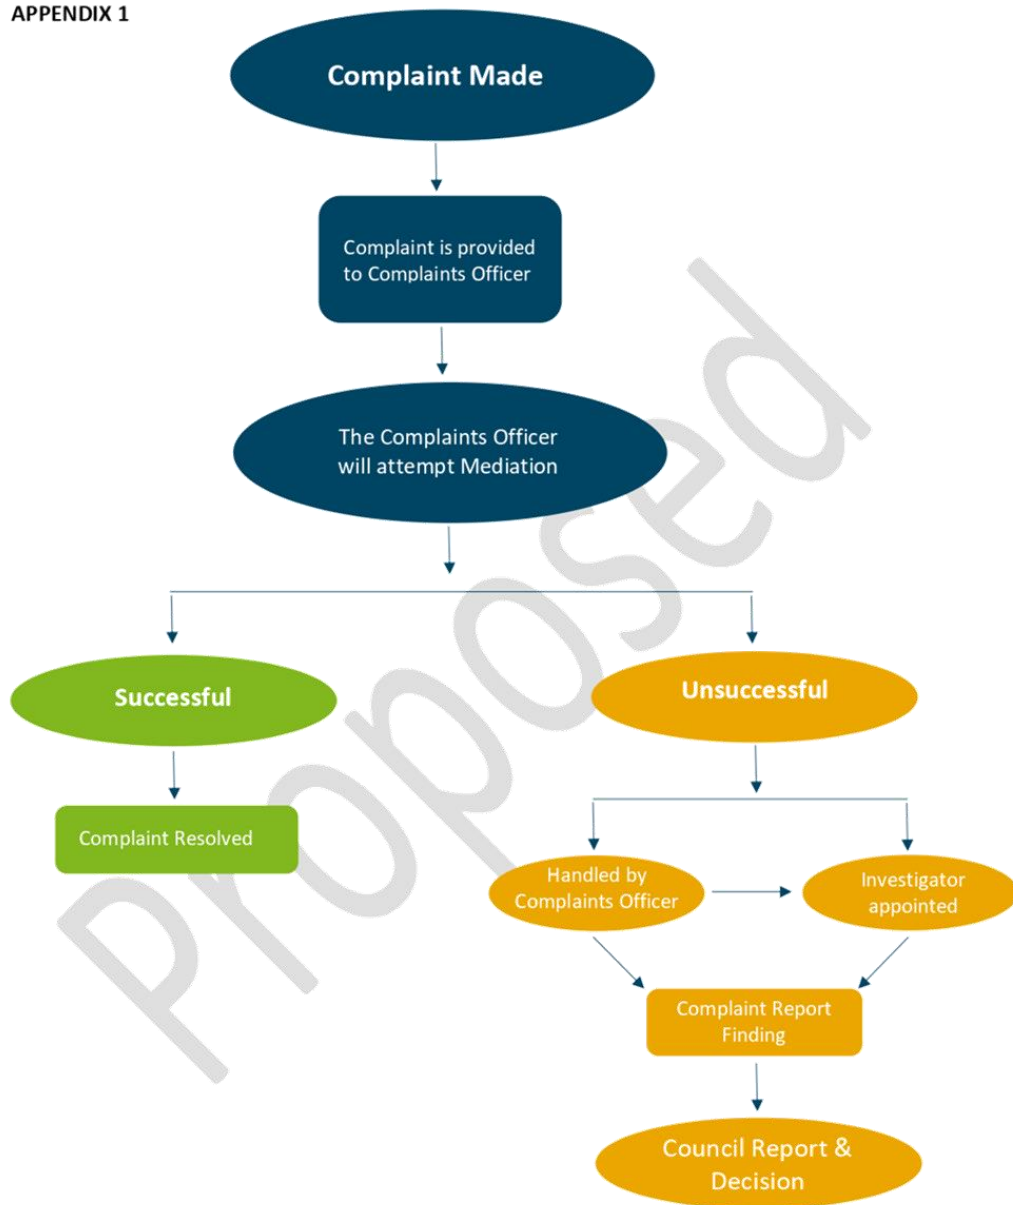 APPENDIX 1
Complaint Made
Complaint is provided
to Complaints Officer
The Complaints Officer
will attempt Mediation
Successful
Unsuccessful
Complaint Resolved
Handled by
Complaints Officer
Investigator
appointed
Complaint Report
Finding
Council Report &
Decision
Proposed